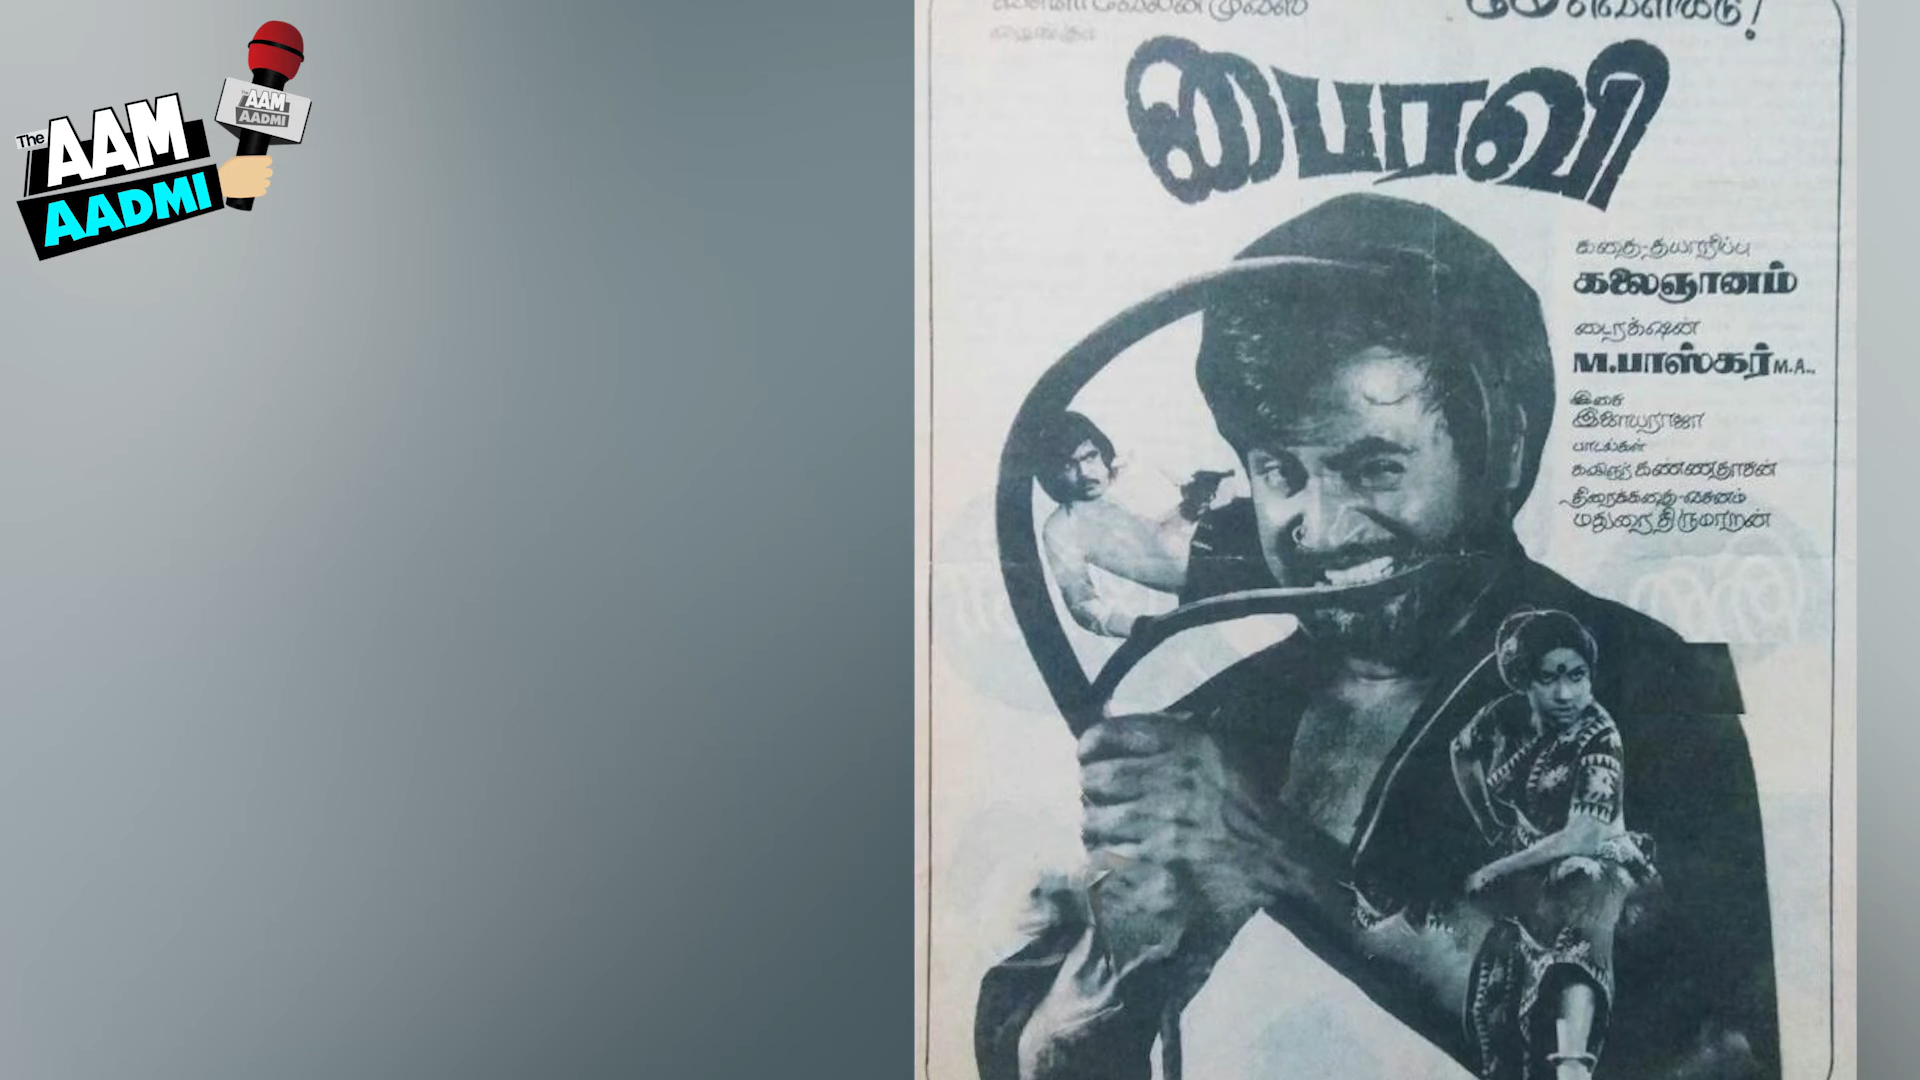 The
AAM
AADMI
The
AAM
AADMI
பைரவி
கதை-தயாரிப்பு
கலைஞானம்
டைரக்ஷன்
M.பாஸ்கர் M.A.,
இசை
இளையராஜா
பாடல்கள்
கவிஞர் கண்ணதாசன்
திரைக்கதை-வசனம்
மதுரை திருமாறன்